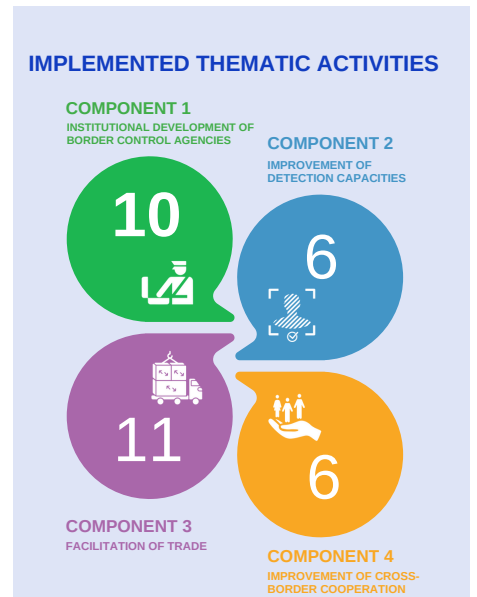 IMPLEMENTED THEMATIC ACTIVITIES
COMPONENT 1
INSTITUTIONAL DEVELOPMENT OF
BORDER CONTROL AGENCIES
10
COMPONENT 2
IMPROVEMENT OF
DETECTION CAPACITIES
6
11
COMPONENT 3
FACILITATION OF TRADE
6
COMPONENT 4
IMPROVEMENT OF CROSS-
BORDER COOPERATION